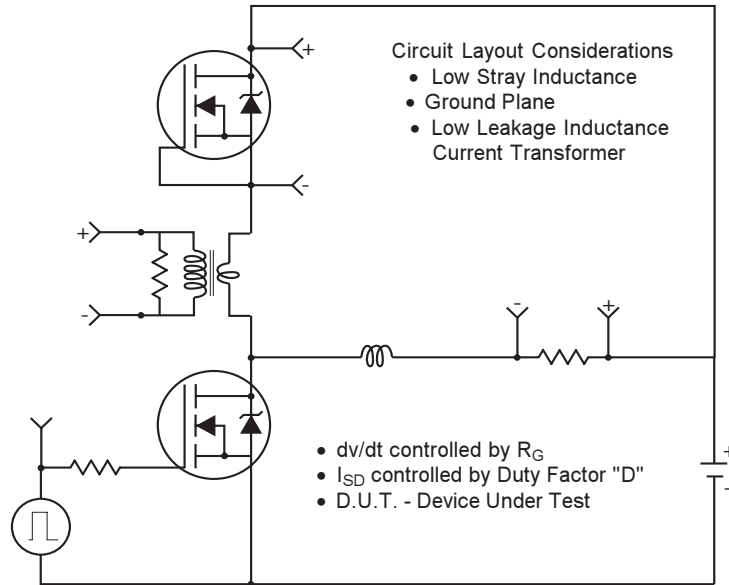 +
Circuit Layout Considerations
• Low Stray Inductance
• Ground Plane
• Low Leakage Inductance
Current Transformer
-
+
-
-
+
• dv/dt controlled by RG
• ISD controlled by Duty Factor "D"
• D.U.T. - Device Under Test
+
-